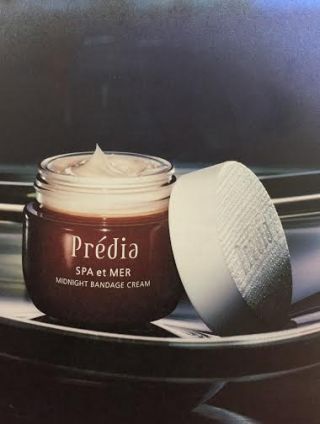 Prédia
SPA et MER
MIDNIGHT BANDAGE CREAM